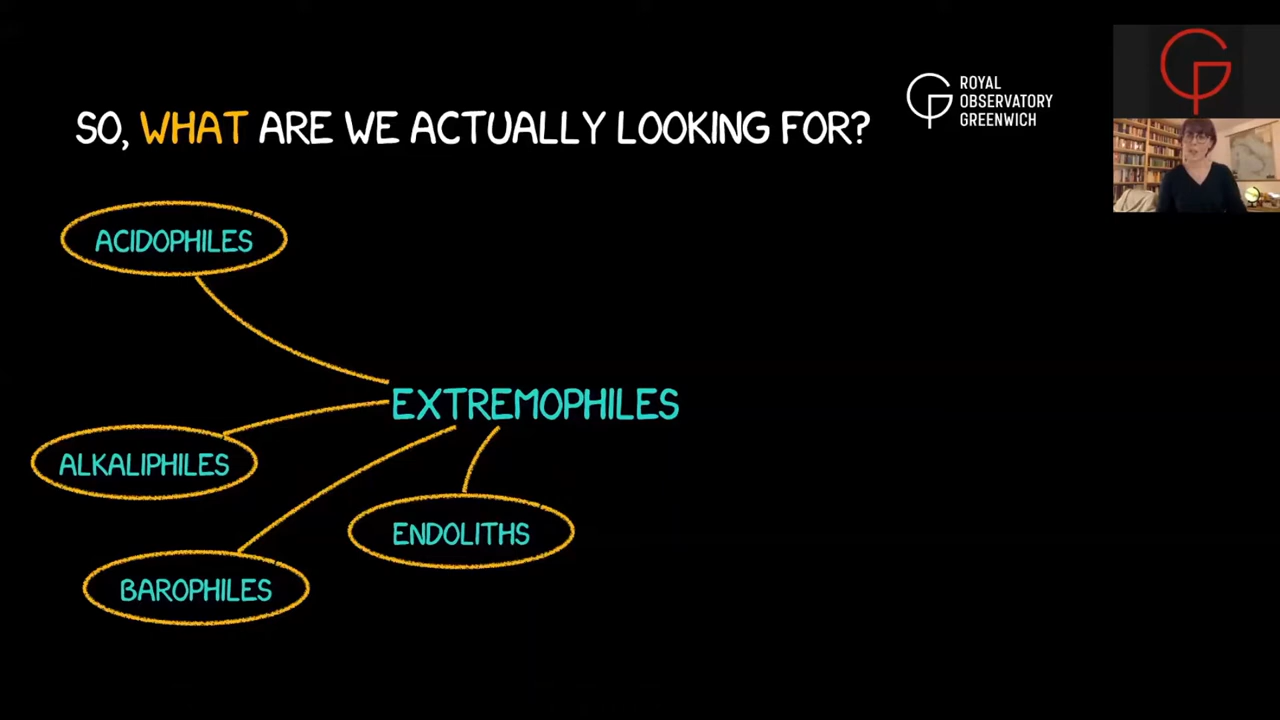 SO, WHAT ARE WE ACTUALLY LOOKING FOR?
ROYAL
OBSERVATORY
GREENWICH
ACIDOPHILES
EXTREMOPHILES
ALKALIPHILES
ENDOLITHS
BAROPHILES